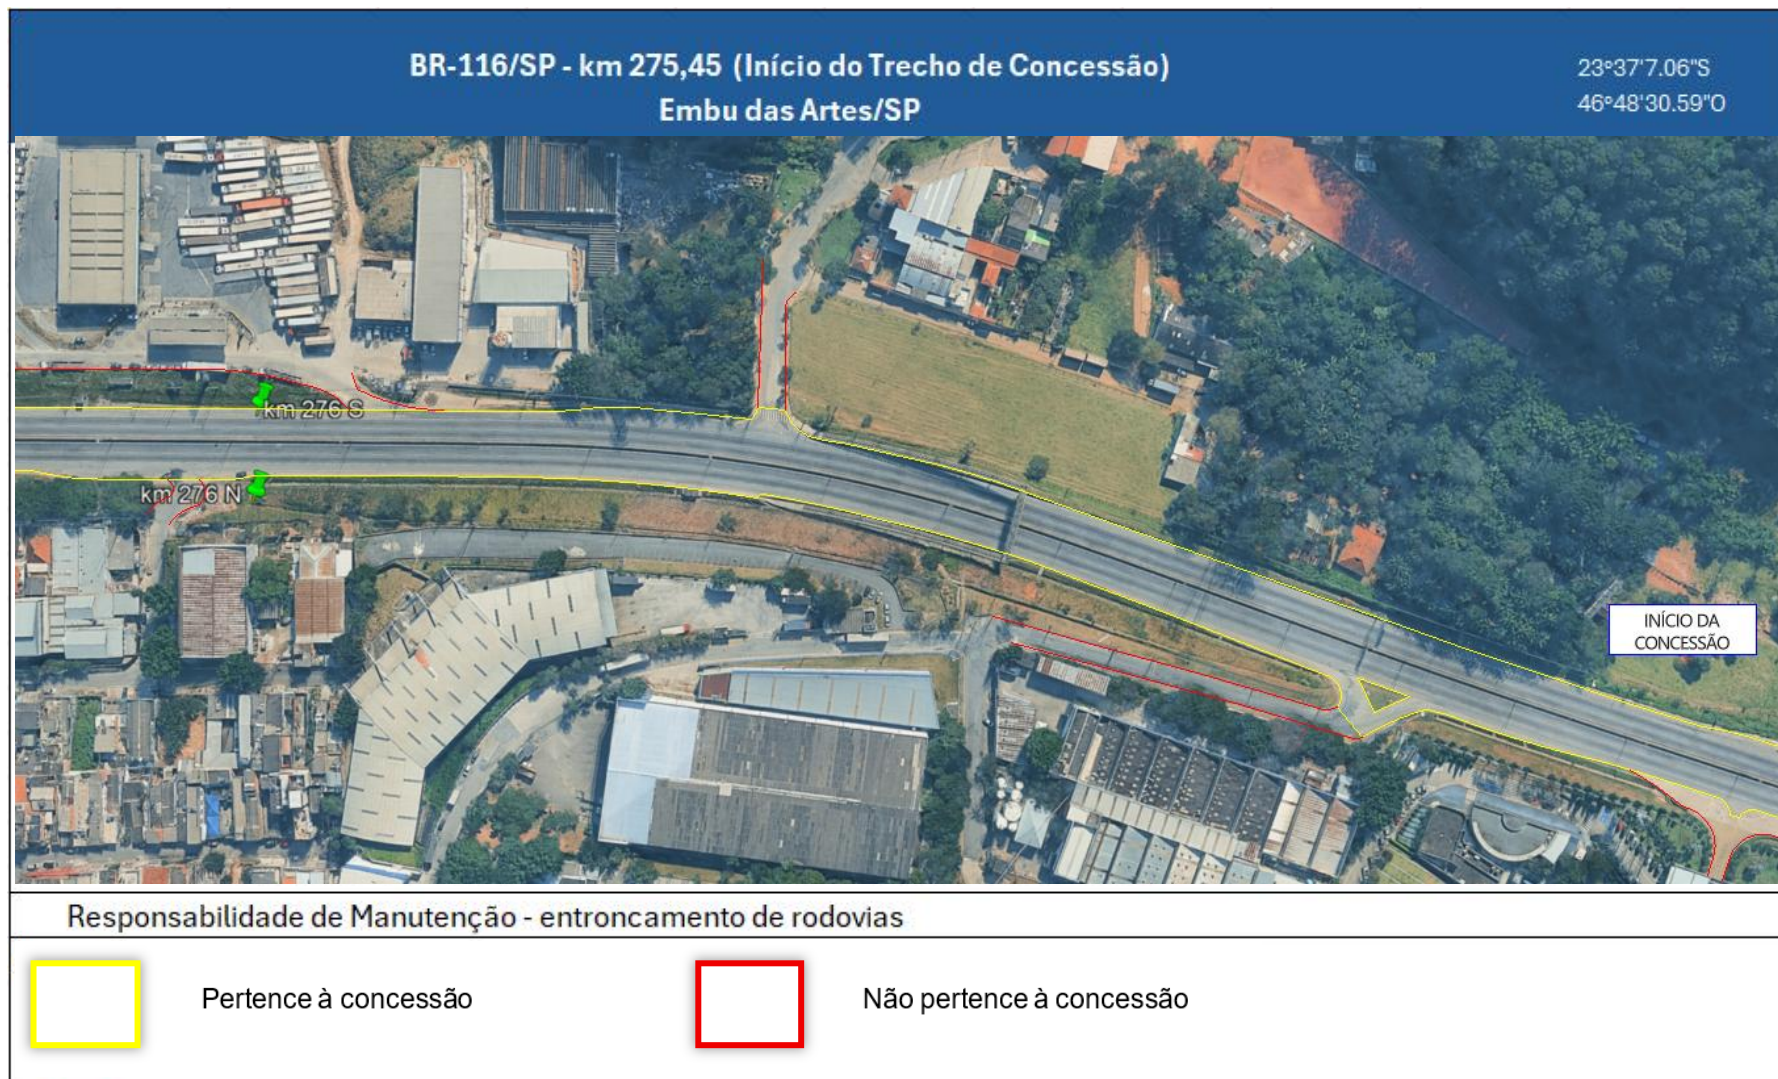 BR-116/SP - km 275,45 (Início do Trecho de Concessão)
Embu das Artes/SP
23°37'7.06"S
46°48'30.59"O
km 276 S
km 276 N
INÍCIO DA
CONCESSÃO
Responsabilidade de Manutenção - entroncamento de rodovias
Pertence à concessão
Não pertence à concessão